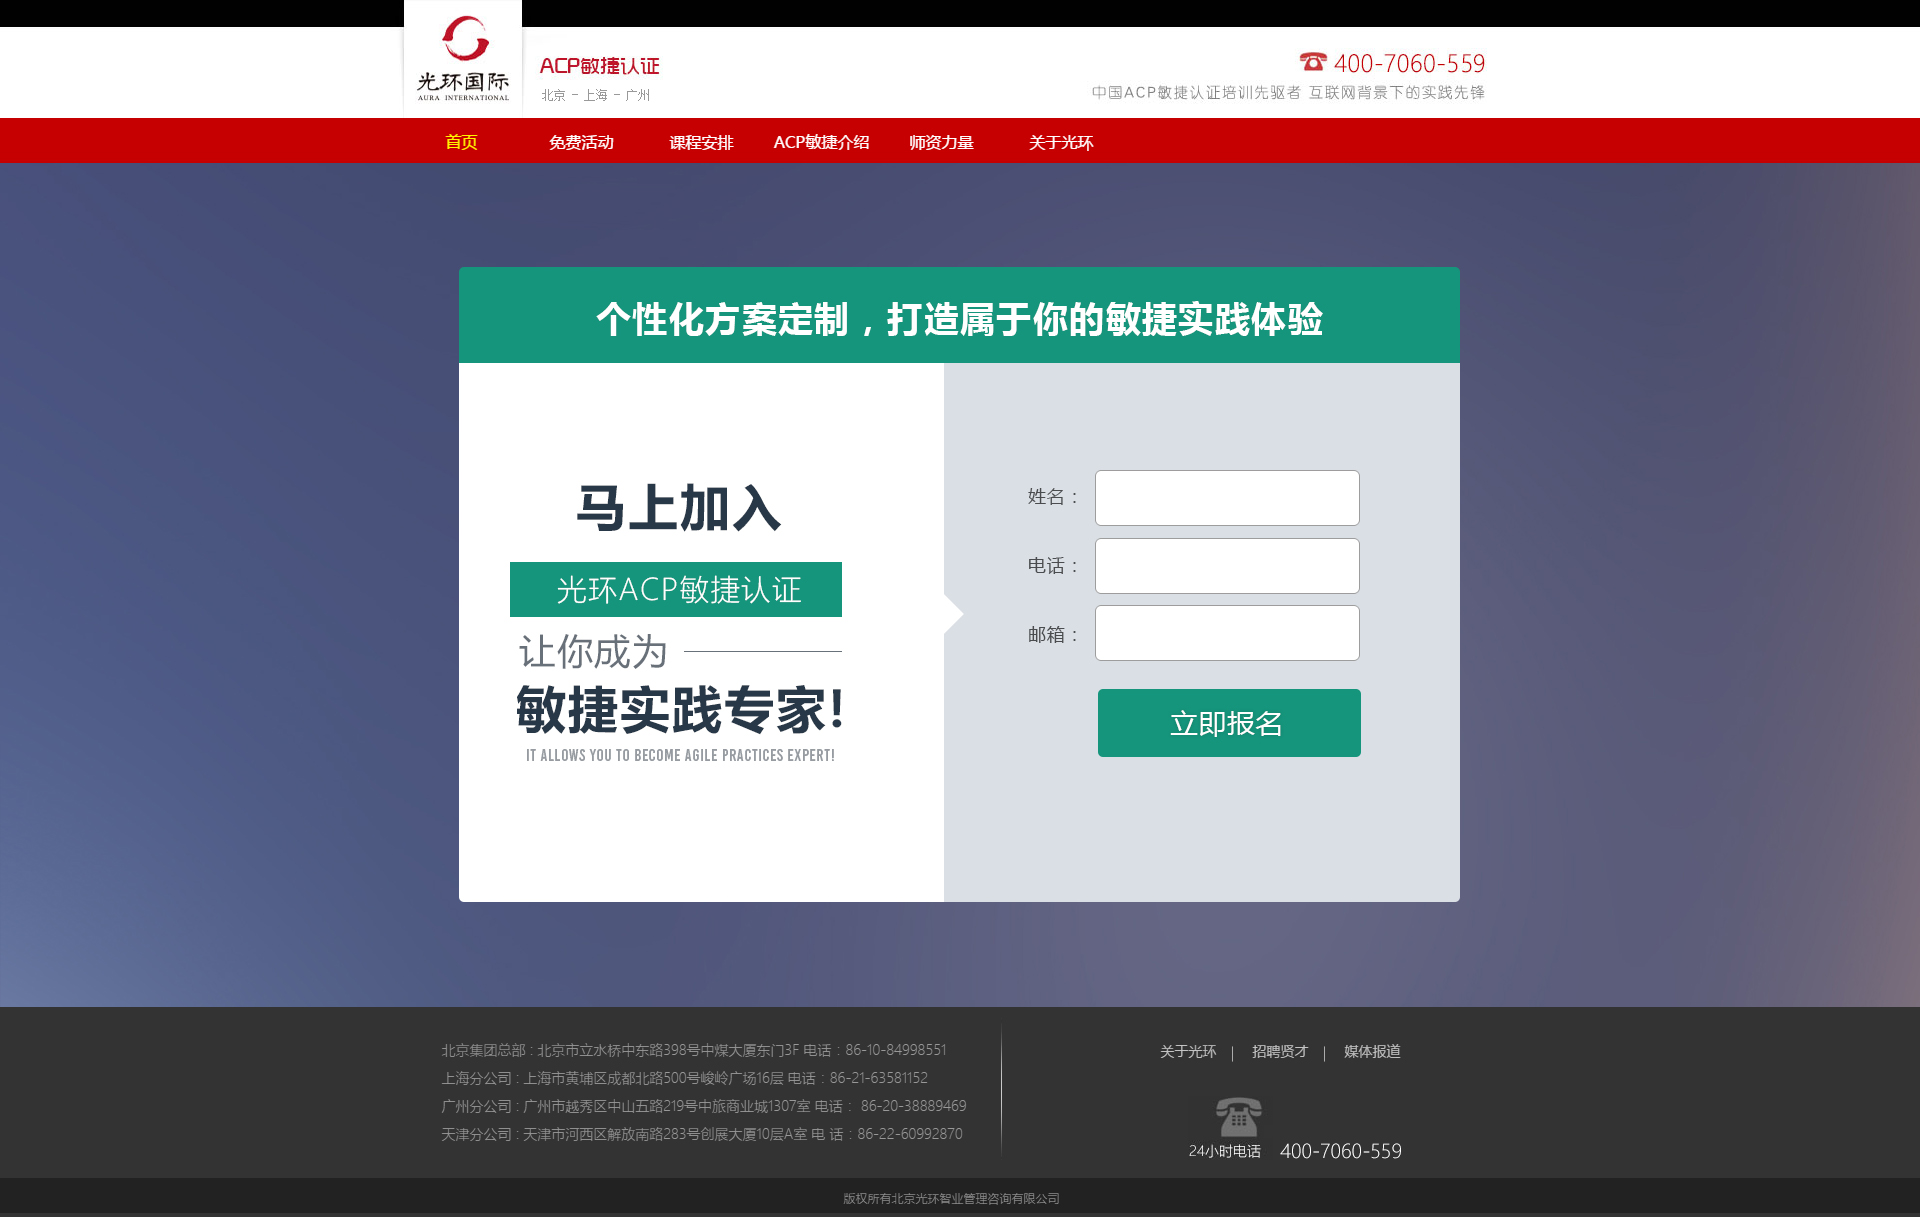 光环国际
AURA INTERNATIONAL
ACP敏捷认证
北京 - 上海 - 广州
400-7060-559
中国ACP敏捷认证培训先驱者 互联网背景下的实践先锋
首页 免费活动 课程安排 ACP敏捷介绍 师资力量 关于光环
个性化方案定制，打造属于你的敏捷实践体验
马上加入
光环ACP敏捷认证
让你成为
敏捷实践专家!
IT ALLOWS YOU TO BECOME AGILE PRACTICES EXPERT!
姓名：
电话：
邮箱：
立即报名
北京集团总部 : 北京市立水桥中东路398号中煤大厦东门3F 电话：86-10-84998551
上海分公司 : 上海市黄埔区成都北路500号峻岭广场16层 电话：86-21-63581152
广州分公司 : 广州市越秀区中山五路219号中旅商业城1307室 电话： 86-20-38889469
天津分公司 : 天津市河西区解放南路283号创展大厦10层A室 电 话：86-22-60992870
关于光环 | 招聘贤才 | 媒体报道
24小时电话 400-7060-559
版权所有北京光环智业管理咨询有限公司